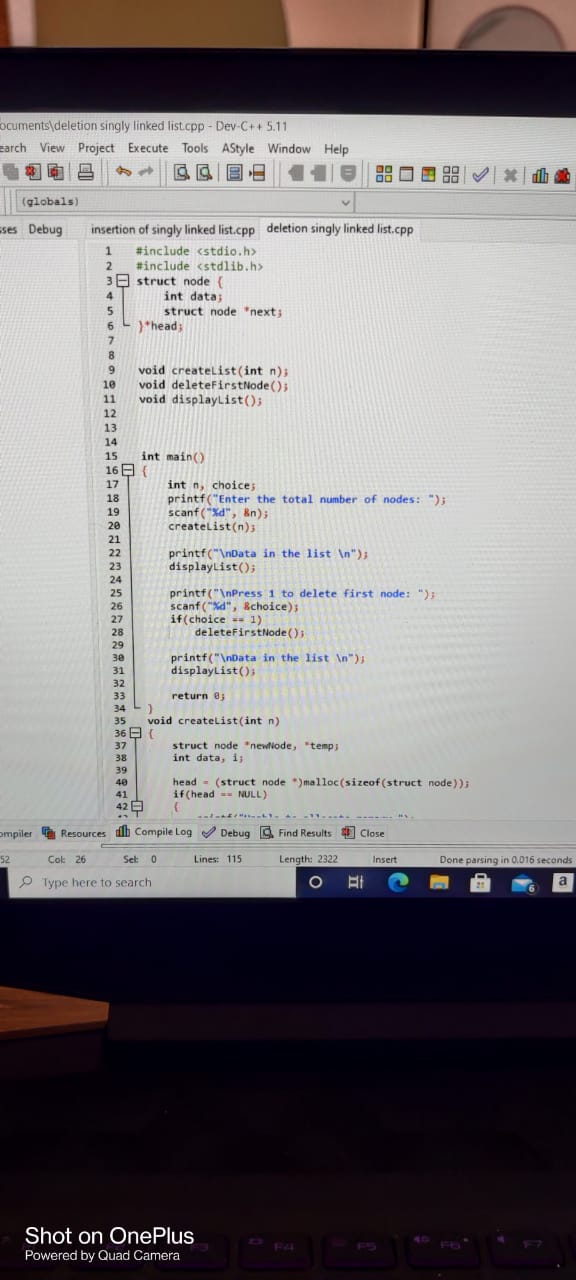 ocuments\deletion singly linked list.cpp - Dev-C++ 5.11
earch View Project Execute Tools AStyle Window Help
(globals)
sses Debug insertion of singly linked list.cpp deletion singly linked list.cpp
1 #include <stdio.h>
2 #include <stdlib.h>
3 struct node {
4 int data;
5 struct node *next;
6 }*head;
7
8
9 void createList(int n);
10 void deleteFirstNode();
11 void displayList();
12
13
14
15 int main()
16 {
17 int n, choice;
18 printf("Enter the total number of nodes: ");
19 scanf("%d", &n);
20 createList(n);
21
22 printf("\nData in the list \n");
23 displayList();
24
25 printf("\nPress 1 to delete first node: ");
26 scanf("%d", &choice);
27 if(choice == 1)
28 deleteFirstNode();
29
30 printf("\nData in the list \n");
31 displayList();
32
33 return 0;
34 }
35 void createList(int n)
36 {
37 struct node *newNode, *temp;
38 int data, i;
39
40 head = (struct node *)malloc(sizeof(struct node));
41 if(head == NULL)
42 {
ompiler Resources Compile Log Debug Find Results Close
52 Col: 26 Sel: 0 Lines: 115 Length: 2322 Insert Done parsing in 0.016 seconds
Type here to search 6 a
F4 F5 F6 F7
Shot on OnePlus
Powered by Quad Camera